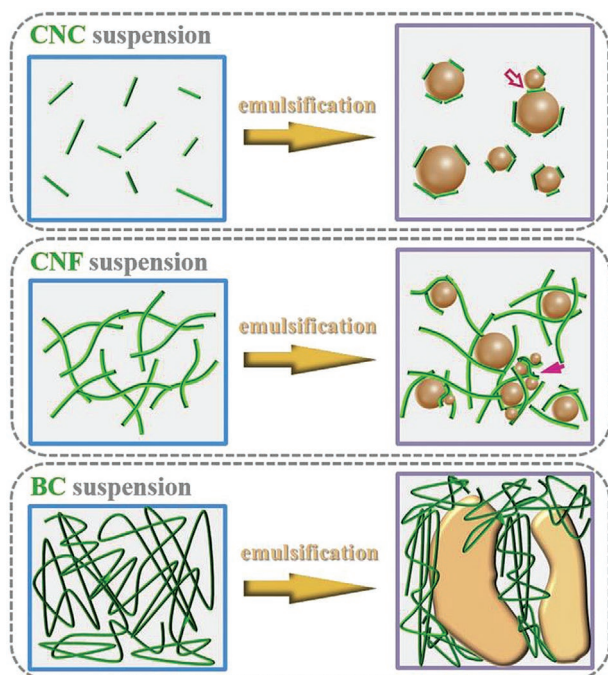 CNC suspension
emulsification
CNF suspension
emulsification
BC suspension
emulsification